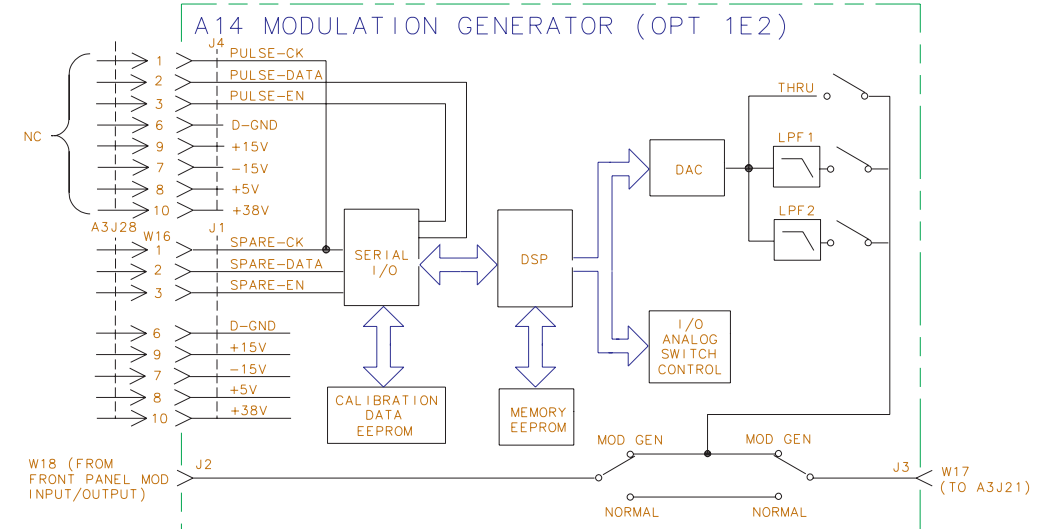 A14 MODULATION GENERATOR (OPT 1E2)
J4
1 PULSE-CK
2 PULSE-DATA
3 PULSE-EN
6 D-GND
NC
9 +15V
7 -15V
8 +5V
10 +38V
A3J28 W16 J1
1 SPARE-CK
2 SPARE-DATA
3 SPARE-EN
6 D-GND
9 +15V
7 -15V
8 +5V
10 +38V
SERIAL
I/O
DSP
DAC
THRU
LPF1
LPF2
I/O
ANALOG
SWITCH
CONTROL
CALIBRATION
DATA
EEPROM
MEMORY
EEPROM
MOD GEN
MOD GEN
W18 (FROM
FRONT PANEL MOD
INPUT/OUTPUT)
J2
J3
W17
(TO A3J21)
NORMAL
NORMAL